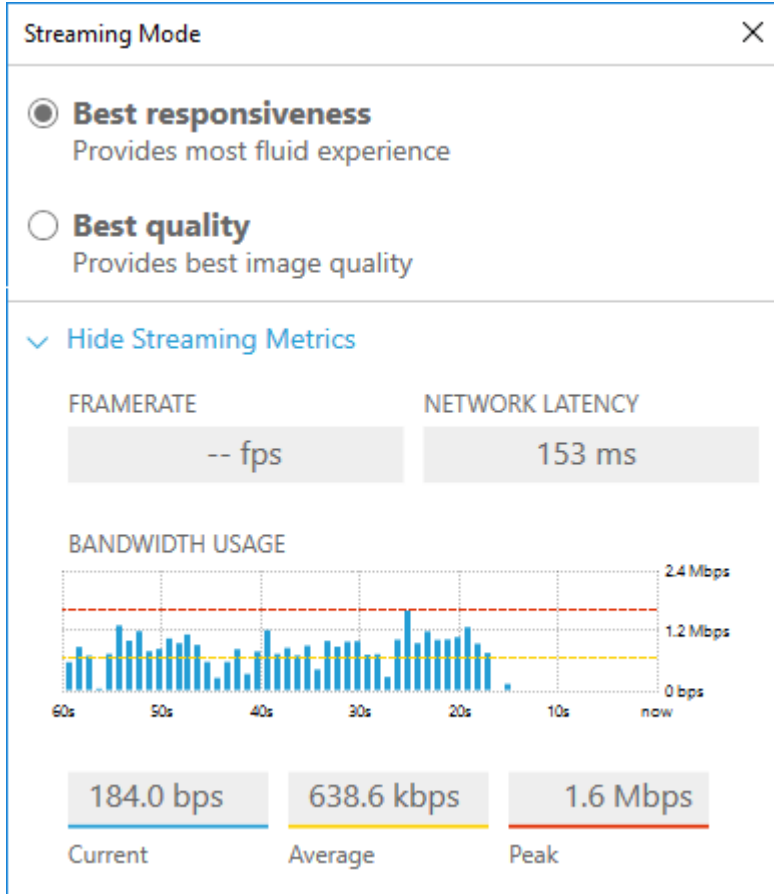 Streaming Mode
Best responsiveness
Provides most fluid experience
Best quality
Provides best image quality
Hide Streaming Metrics
FRAMERATE
NETWORK LATENCY
-- fps
153 ms
BANDWIDTH USAGE
2.4 Mbps
1.2 Mbps
0 bps
60s 50s 40s 30s 20s 10s now
184.0 bps 638.6 kbps 1.6 Mbps
Current Average Peak